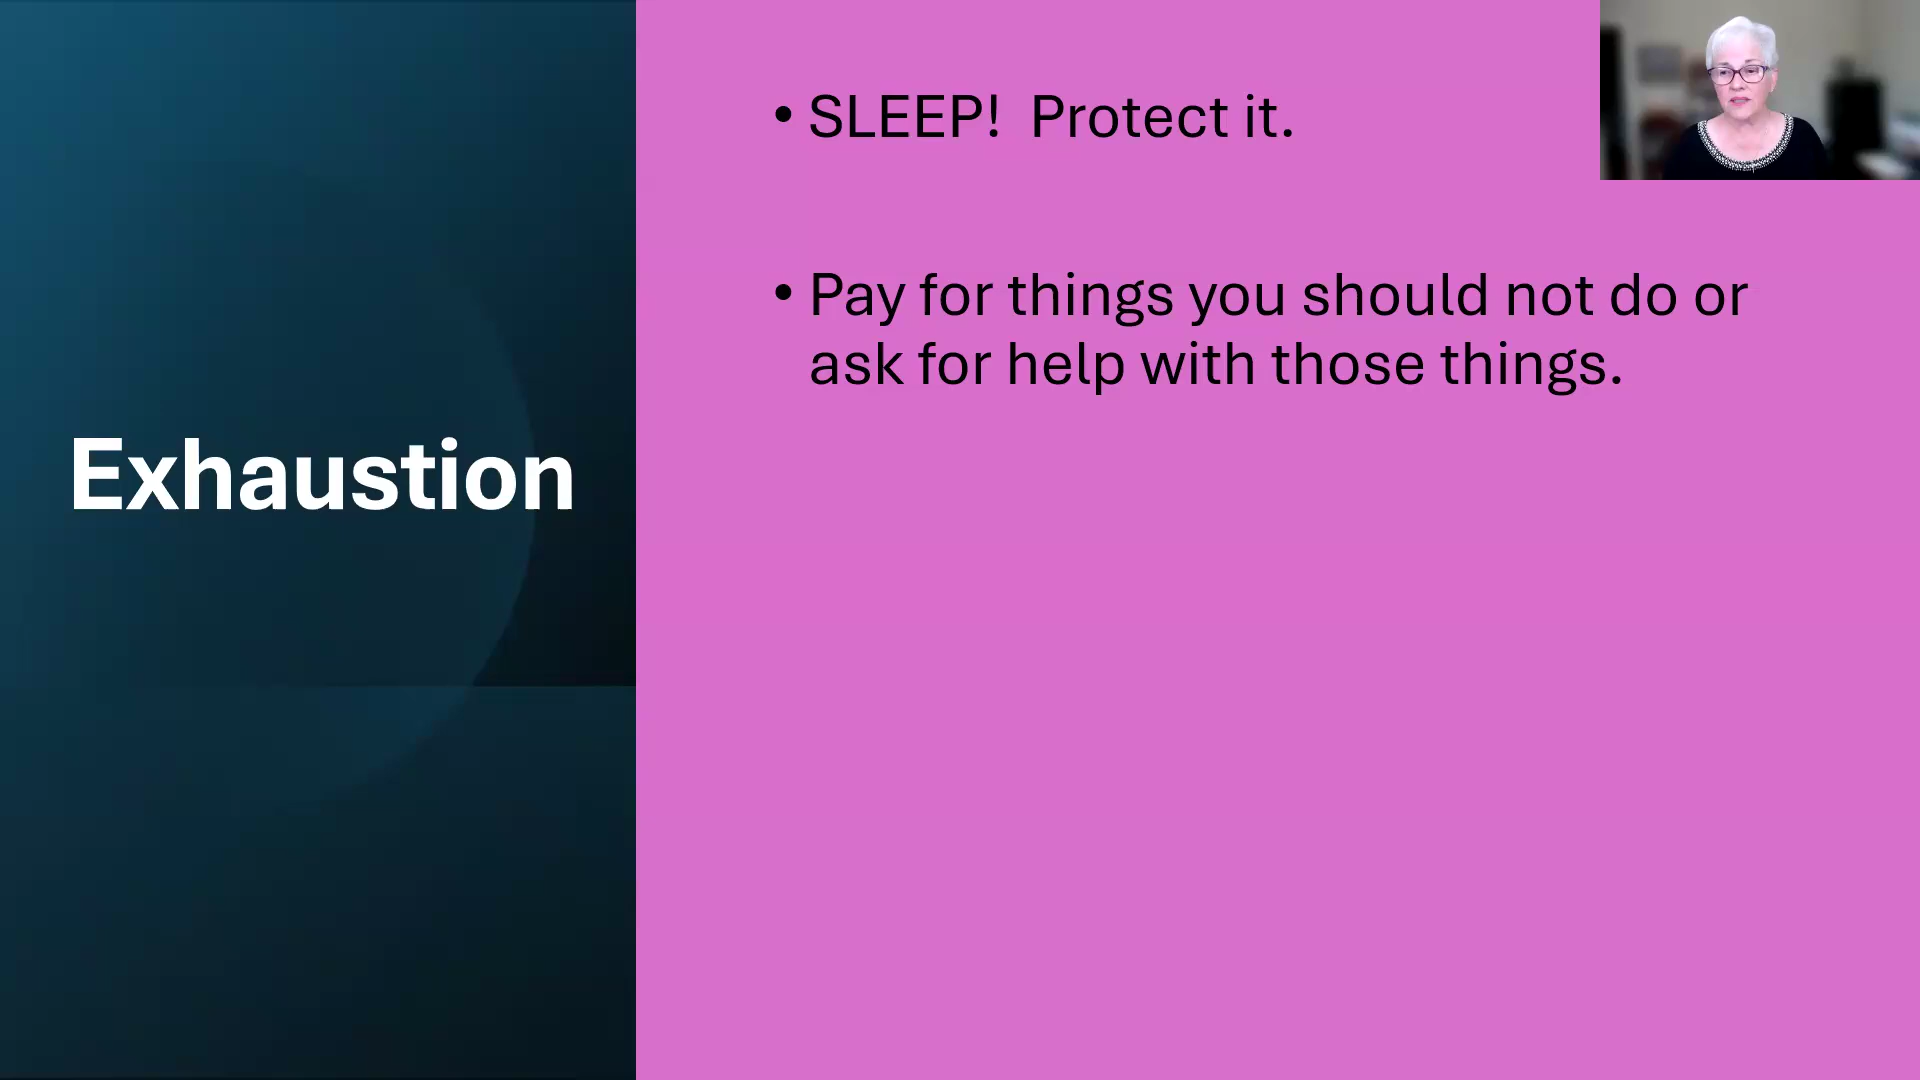 Exhaustion
• SLEEP!  Protect it.
• Pay for things you should not do or
ask for help with those things.